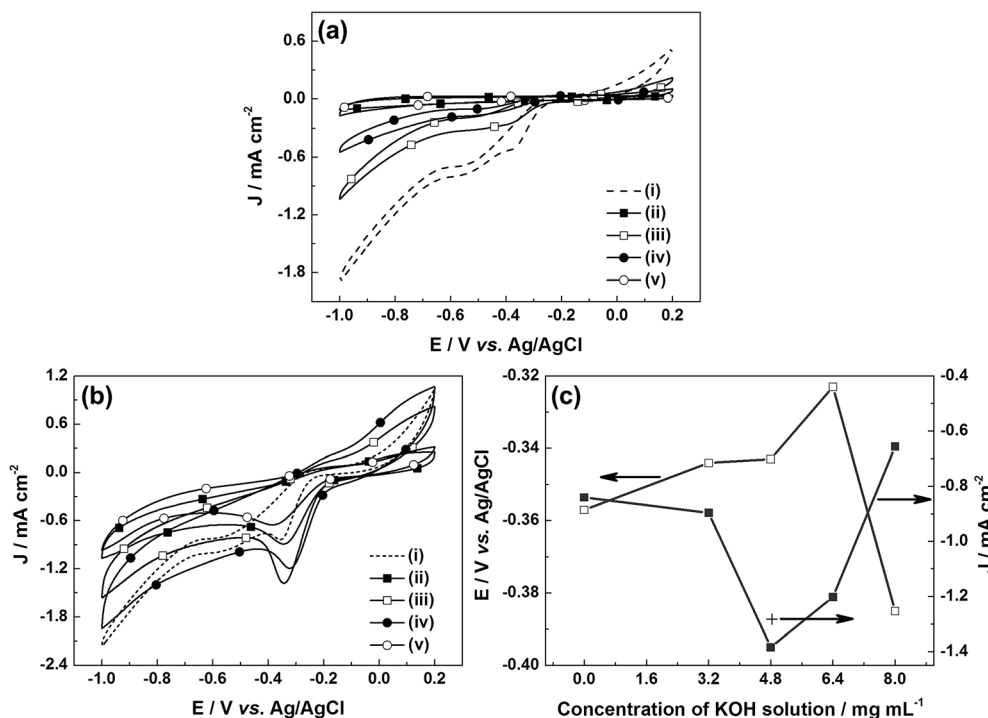 (a)
0.6
0.0
-0.6
-1.2
-1.8
J / mA cm-2
(i)
(ii)
(iii)
(iv)
(v)
-1.0 -0.8 -0.6 -0.4 -0.2 0.0 0.2
E / V vs. Ag/AgCl
(b)
1.2
0.6
0.0
-0.6
-1.2
-1.8
-2.4
J / mA cm-2
(i)
(ii)
(iii)
(iv)
(v)
-1.0 -0.8 -0.6 -0.4 -0.2 0.0 0.2
E / V vs. Ag/AgCl
(c)
-0.32
-0.34
-0.36
-0.38
-0.40
E / V vs. Ag/AgCl
-0.4
-0.6
-0.8
-1.0
-1.2
-1.4
J / mA cm-2
0.0 1.6 3.2 4.8 6.4 8.0
Concentration of KOH solution / mg mL-1